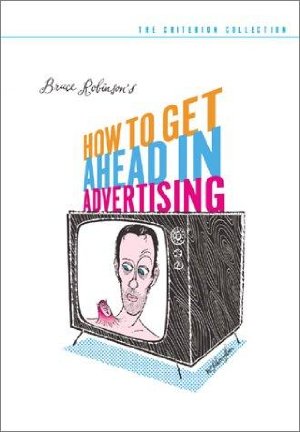 THE CRITERION COLLECTION
Bruce Robinson's
HOW TO GET
AHEAD IN
ADVERTISING